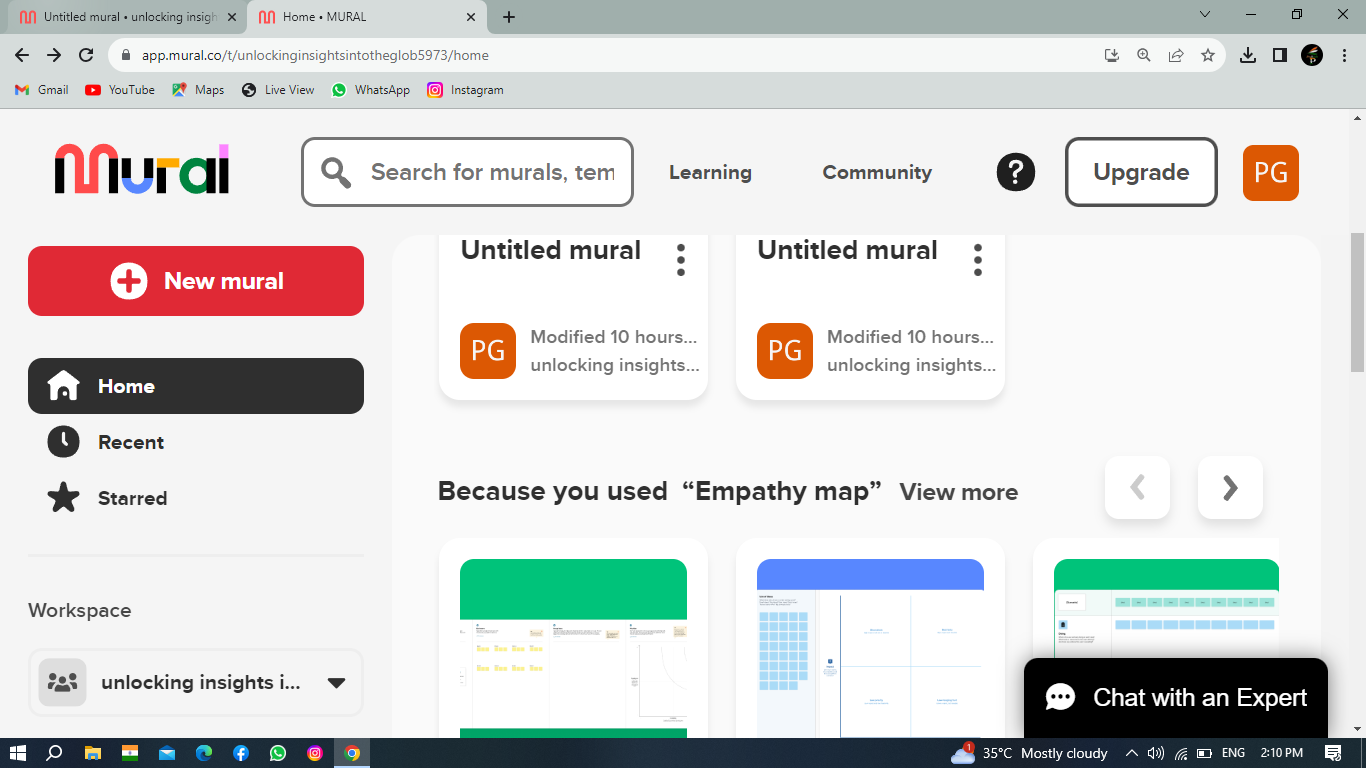 Untitled mural • unlocking insigh
Home • MURAL
app.mural.co/t/unlockinginsightsintotheglob5973/home
Gmail
YouTube
Maps
Live View
WhatsApp
Instagram
mural
Search for murals, tem
Learning
Community
?
Upgrade
PG
New mural
Home
Recent
Starred
Workspace
unlocking insights i...
Untitled mural
PG
Modified 10 hours...
unlocking insights...
Untitled mural
PG
Modified 10 hours...
unlocking insights...
Because you used “Empathy map” View more
Chat with an Expert
1
35°C Mostly cloudy
ENG
2:10 PM